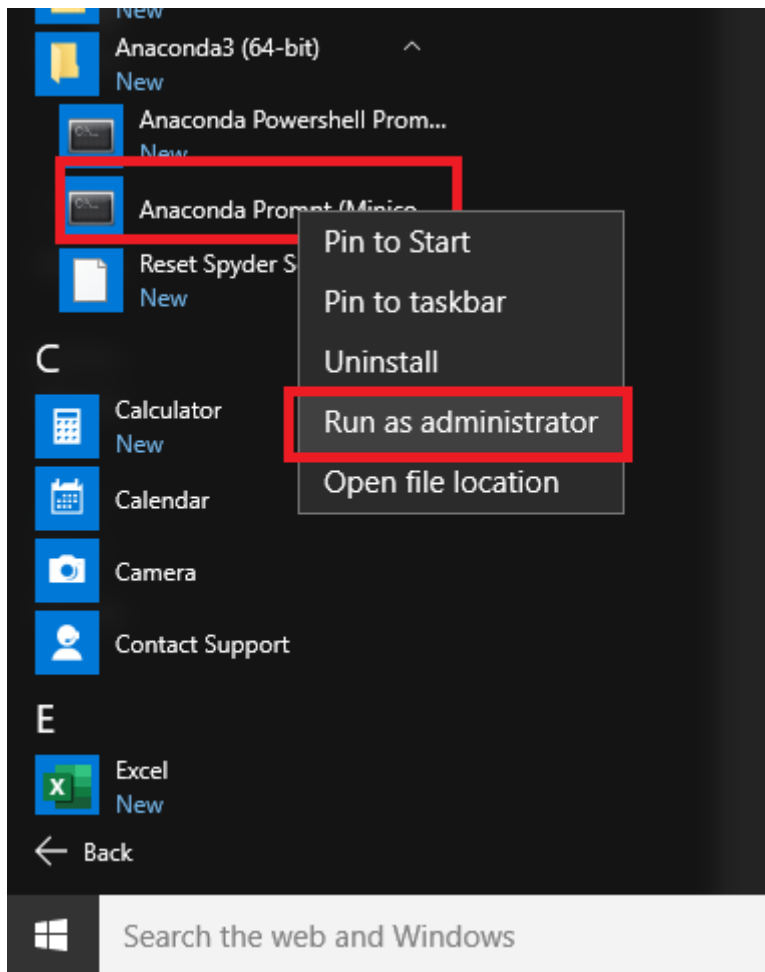 New
Anaconda3 (64-bit)
New
Anaconda Powershell Prom...
New
Anaconda Prompt (Minico
Pin to Start
Reset Spyder S
New
Pin to taskbar
C
Uninstall
Calculator
New
Run as administrator
Open file location
Calendar
Camera
Contact Support
E
Excel
New
Back
Search the web and Windows